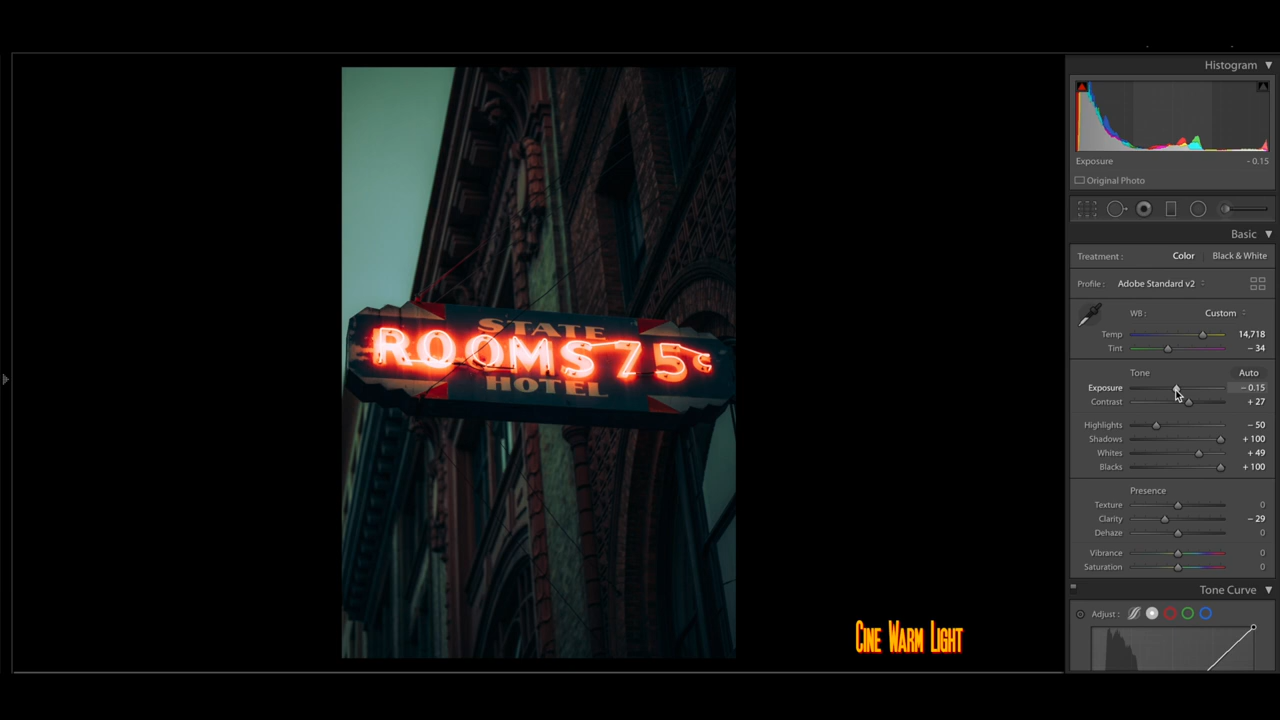 Histogram
Exposure - 0.15
Original Photo
Basic
Treatment : Color Black & White
Profile : Adobe Standard v2
WB : Custom
Temp 14,718
Tint - 34
Tone Auto
Exposure - 0.15
Contrast + 27
Highlights - 50
Shadows + 100
Whites + 49
Blacks + 100
Presence
Texture 0
Clarity - 29
Dehaze 0
Vibrance 0
Saturation 0
Tone Curve
Adjust :
STATE
ROOMS 75c
HOTEL
Cine Warm Light